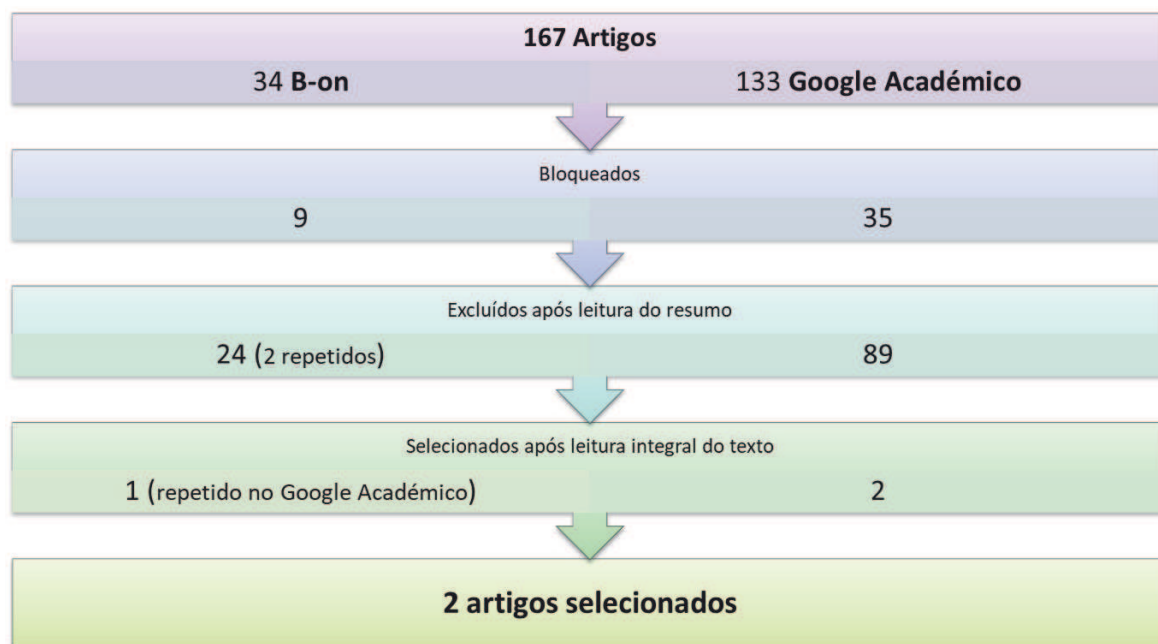 167 Artigos
34 B-on 133 Google Académico
Bloqueados
9 35
Excluídos após leitura do resumo
24 (2 repetidos) 89
Selecionados após leitura integral do texto
1 (repetido no Google Académico) 2
2 artigos selecionados